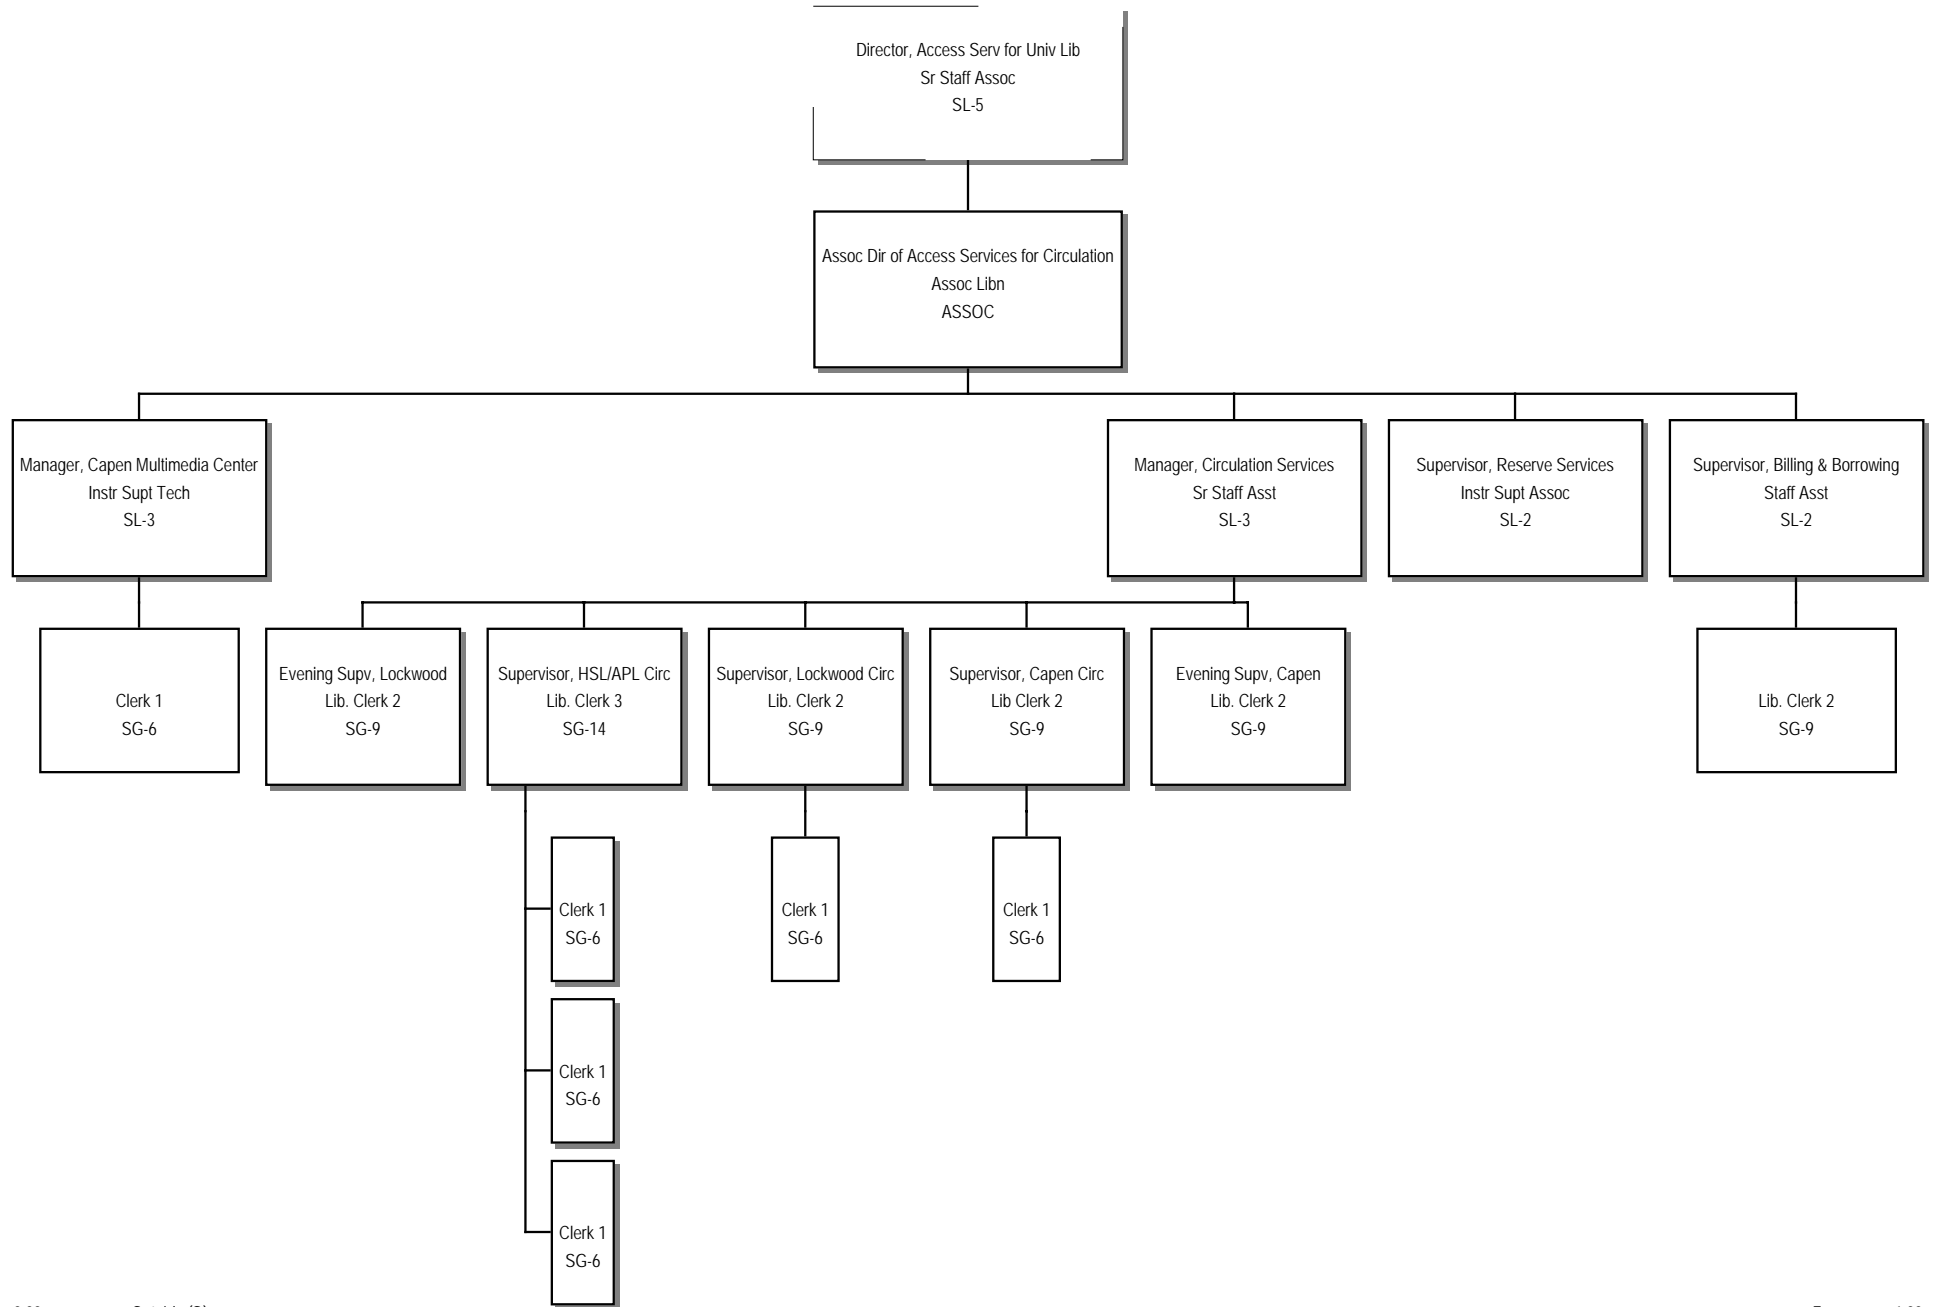 Director, Access Serv for Univ Lib
Sr Staff Assoc
SL-5
Assoc Dir of Access Services for Circulation
Assoc Libn
ASSOC
Manager, Capen Multimedia Center
Instr Supt Tech
SL-3
Manager, Circulation Services
Sr Staff Asst
SL-3
Supervisor, Reserve Services
Instr Supt Assoc
SL-2
Supervisor, Billing & Borrowing
Staff Asst
SL-2
Clerk 1
SG-6
Evening Supv, Lockwood
Lib. Clerk 2
SG-9
Supervisor, HSL/APL Circ
Lib. Clerk 3
SG-14
Supervisor, Lockwood Circ
Lib. Clerk 2
SG-9
Supervisor, Capen Circ
Lib Clerk 2
SG-9
Evening Supv, Capen
Lib. Clerk 2
SG-9
Lib. Clerk 2
SG-9
Clerk 1
SG-6
Clerk 1
SG-6
Clerk 1
SG-6
Clerk 1
SG-6
Clerk 1
SG-6